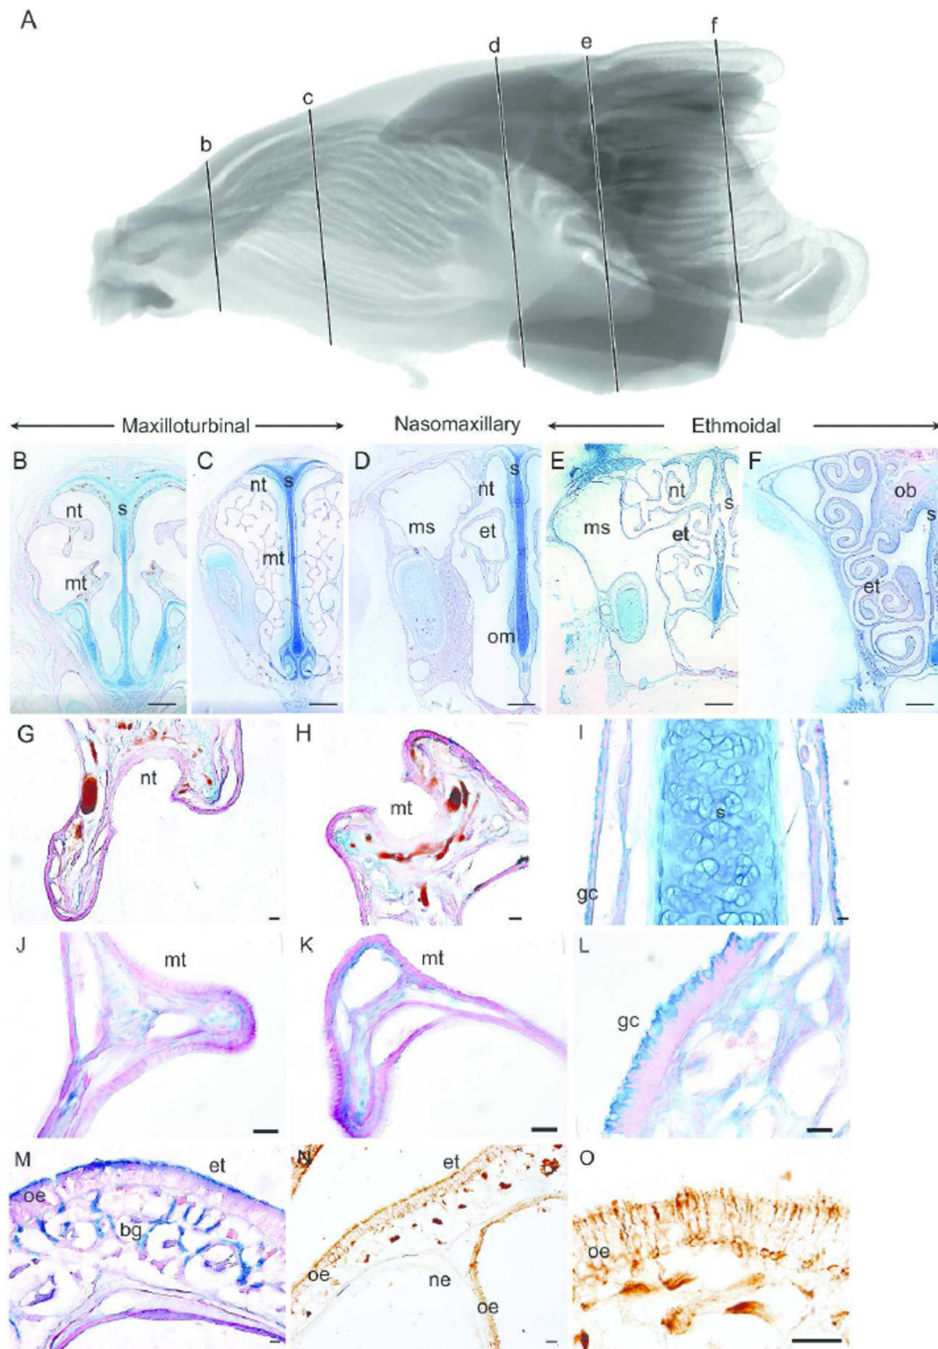 A
b
c
d
e
f
Maxilloturbinal
Nasomaxillary
Ethmoidal
B
nt
s
mt
C
nt
s
mt
D
s
nt
ms
et
om
E
nt
s
ms
et
F
ob
s
et
G
nt
H
mt
I
s
gc
J
mt
K
mt
L
gc
M
et
oe
bg
N
et
oe
ne
oe
O
oe